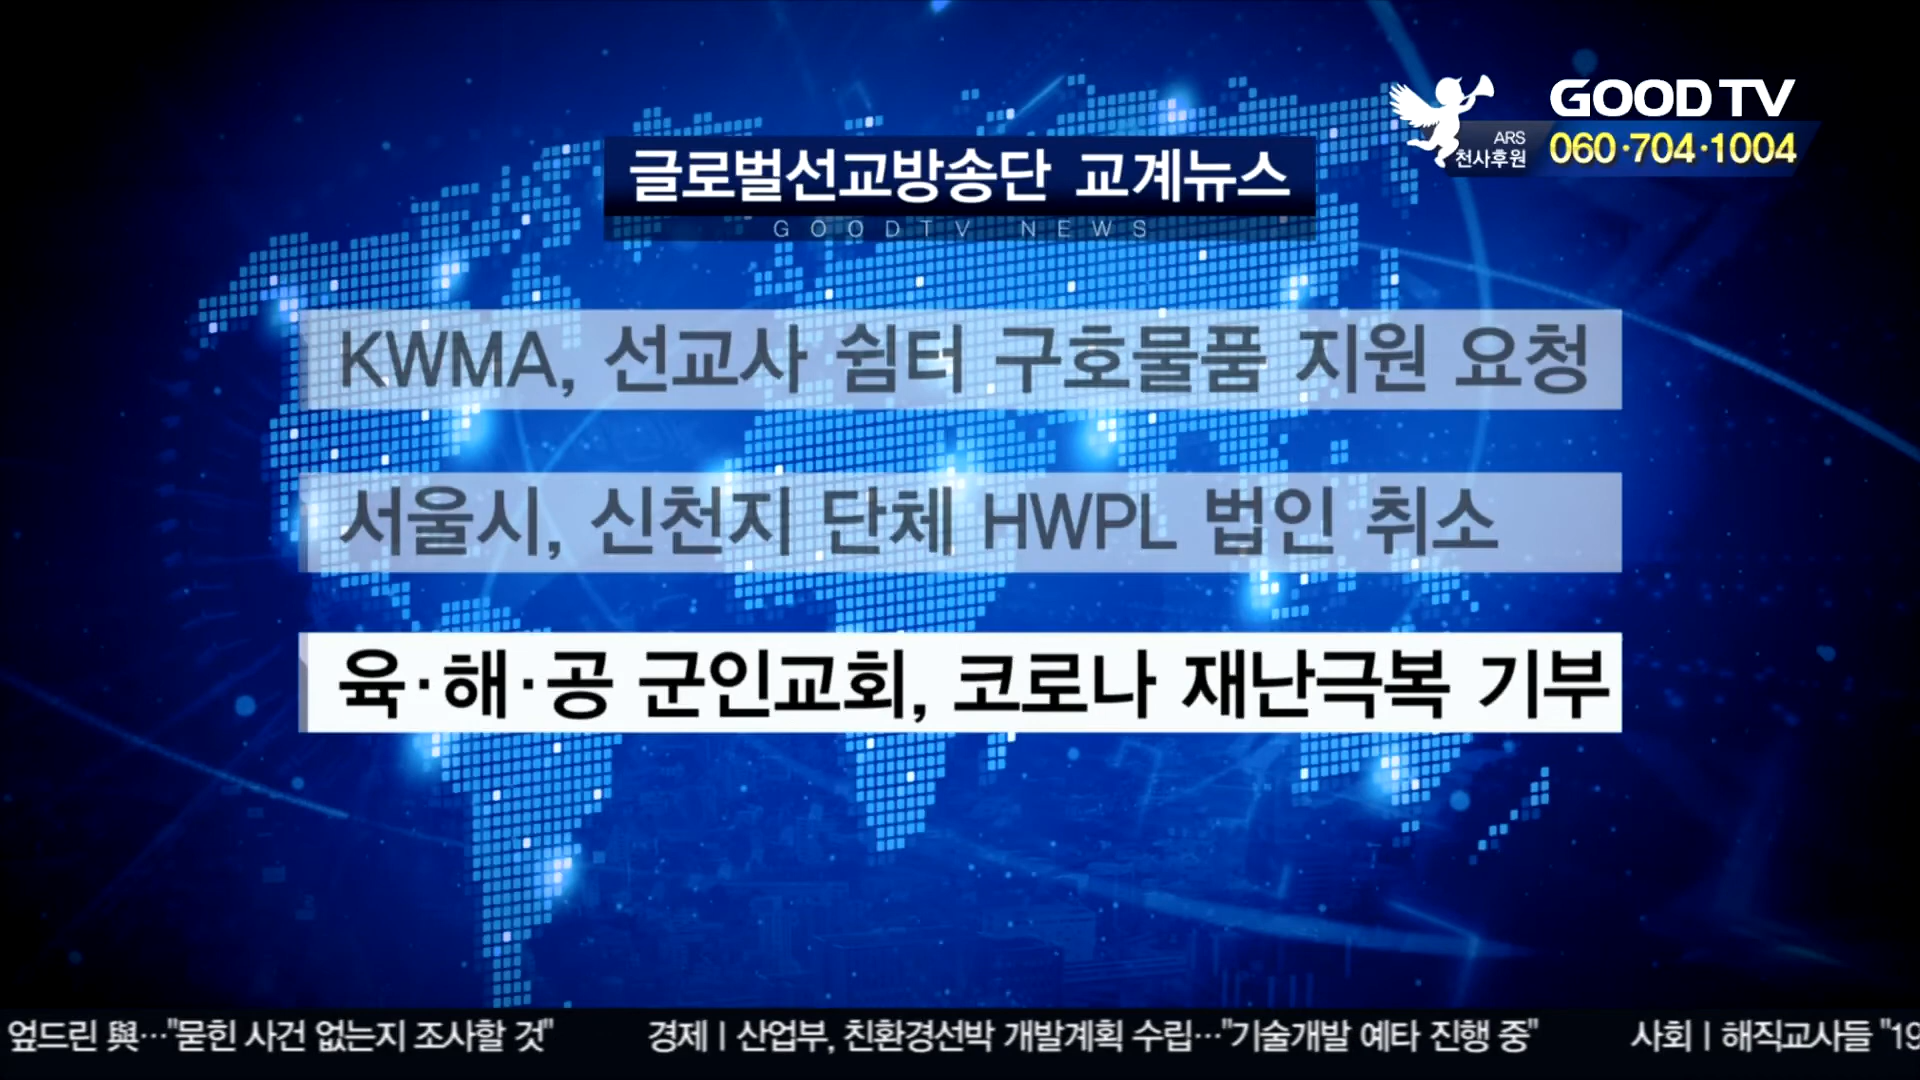 GOODTV
ARS
천사후원
060·704·1004
글로벌선교방송단 교계뉴스
GOODTV NEWS
KWMA, 선교사 쉼터 구호물품 지원 요청
서울시, 신천지 단체 HWPL 법인 취소
육·해·공 군인교회, 코로나 재난극복 기부
엎드린 與…"묻힌 사건 없는지 조사할 것" 경제 | 산업부, 친환경선박 개발계획 수립…"기술개발 예타 진행 중" 사회 | 해직교사들 "19